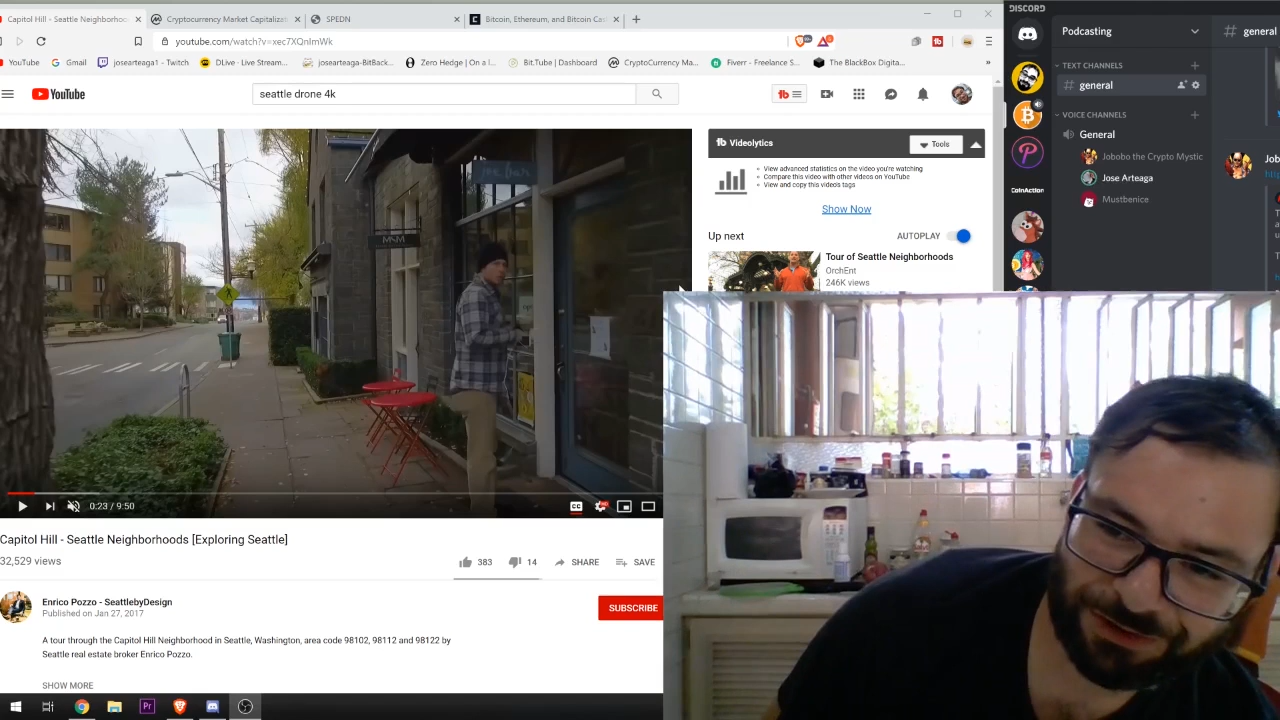 Capitol Hill - Seattle Neighborhoo
Cryptocurrency Market Capitaliza
SPEDN
Bitcoin, Ethereum, and Bitcoin Ca
youtube.com/watch?v=xec7XQnImWk
YouTube
Gmail
josearteaga1 - Twitch
DLive · Live Stream...
josearteaga-BitBack...
Zero Hedge | On a l...
Bit.Tube | Dashboard
CryptoCurrency Ma...
Fiverr - Freelance S...
The BlackBox Digita...
YouTube
seattle drone 4k
M2M
0:23 / 9:50
CC
Capitol Hill - Seattle Neighborhoods [Exploring Seattle]
32,529 views
383
14
SHARE
SAVE
Enrico Pozzo - SeattlebyDesign
Published on Jan 27, 2017
SUBSCRIBE
A tour through the Capitol Hill Neighborhood in Seattle, Washington, area code 98102, 98112 and 98122 by
Seattle real estate broker Enrico Pozzo.
SHOW MORE
Videolytics
Tools
View advanced statistics on the video you're watching
Compare this video with other videos on YouTube
View and copy this videos tags
Show Now
Up next
AUTOPLAY
Tour of Seattle Neighborhoods
OrchEnt
246K views
DISCORD
CoinAction
Podcasting
TEXT CHANNELS
# general
VOICE CHANNELS
General
Jobobo the Crypto Mystic
Jose Arteaga
Mustbenice
# general
Job
Pr